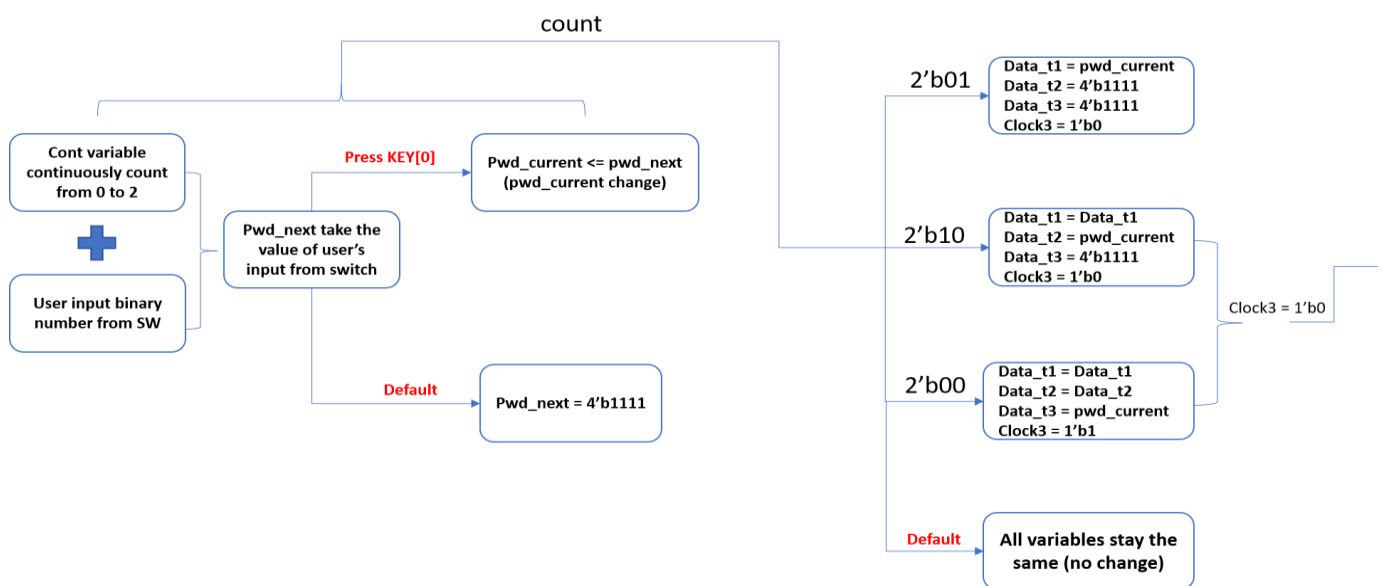 count
Cont variable
continuously count
from 0 to 2
User input binary
number from SW
Pwd_next take the
value of user's
input from switch
Press KEY[0]
Pwd_current <= pwd_next
(pwd_current change)
Default
Pwd_next = 4'b1111
2'b01
Data_t1 = pwd_current
Data_t2 = 4'b1111
Data_t3 = 4'b1111
Clock3 = 1'b0
2'b10
Data_t1 = Data_t1
Data_t2 = pwd_current
Data_t3 = 4'b1111
Clock3 = 1'b0
2'b00
Data_t1 = Data_t1
Data_t2 = Data_t2
Data_t3 = pwd_current
Clock3 = 1'b1
Clock3 = 1'b0
Default
All variables stay the
same (no change)